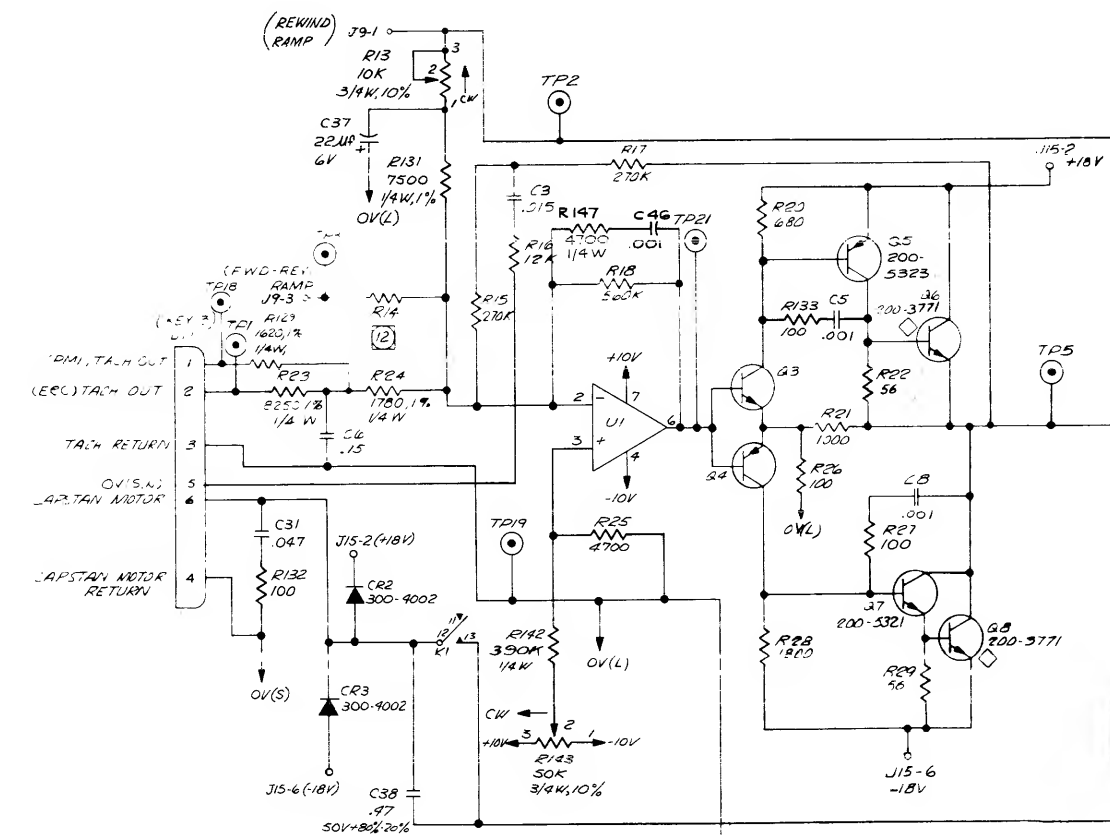 (REWIND
RAMP)
J9-1
R13
10K
3/4W, 10%
3
2
1
CW
TP2
C37
22µf
6V
+
0V(L)
R131
7500
1/4W, 1%
R17
270K
J15-2
+18V
C3
.015
R147
4700
1/4W
C46
.001
TP21
R20
680
Q5
200-
5323
R16
12K
R18
560K
(FWD-REV
RAMP
J9-3
TP18
R14
12
R15
270K
R133
100
C5
.001
Q6
200-3771
TP1
R129
1620, 1%
1/4W,
+10V
TP5
TACH OUT
1
(ERC) TACH OUT
2
R23
8250 1%
1/4 W
R24
1780, 1%
1/4 W
2
−
7
U1
6
Q3
R22
56
C6
.15
3
+
4
-10V
R21
1000
TACH RETURN
3
Q4
R26
100
0V(L)
C8
.001
0V(S.N)
5
CAPSTAN MOTOR
6
C31
.047
J15-2 (+18V)
TP19
R25
4700
R27
100
CAPSTAN MOTOR
RETURN
4
R132
100
CR2
300-4002
Q7
200-5321
11
12
13
K1
R142
390K
1/4W
0V(L)
R28
1800
Q8
200-3771
0V(S)
CR3
300-4002
R29
56
CW
+10V
3
2
1
-10V
R143
50K
3/4W, 10%
J15-6 (-18V)
C38
.47
50V+80%-20%
J15-6
-18V